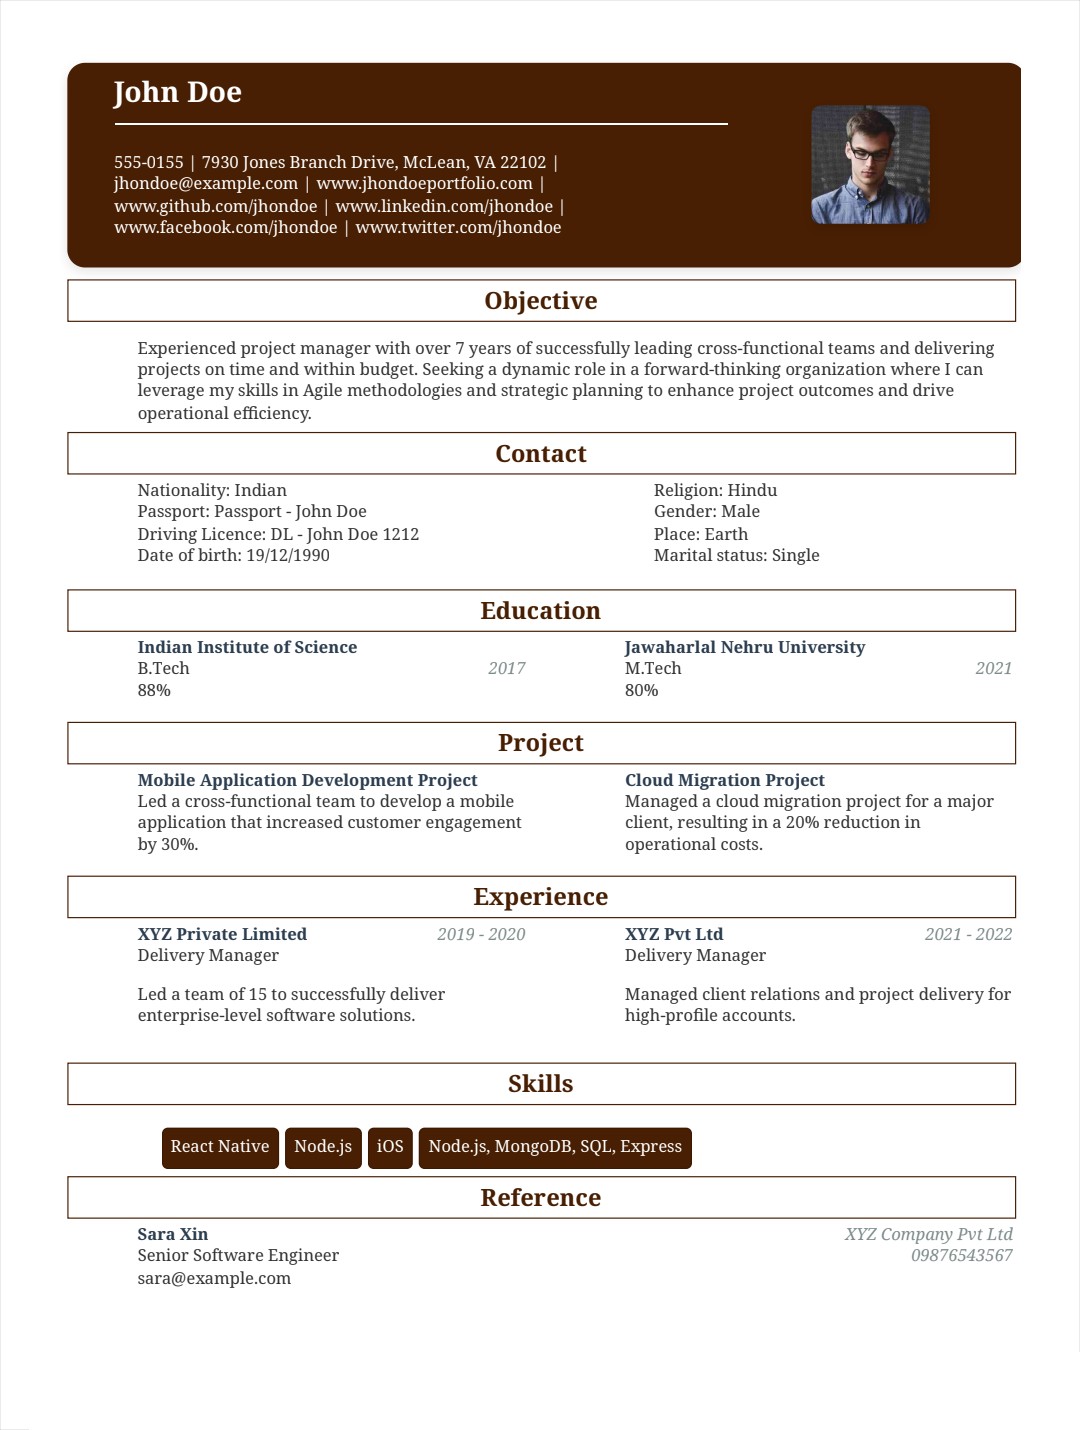 John Doe
555-0155 | 7930 Jones Branch Drive, McLean, VA 22102 |
jhondoe@example.com | www.jhondoeportfolio.com |
www.github.com/jhondoe | www.linkedin.com/jhondoe |
www.facebook.com/jhondoe | www.twitter.com/jhondoe
Objective
Experienced project manager with over 7 years of successfully leading cross-functional teams and delivering
projects on time and within budget. Seeking a dynamic role in a forward-thinking organization where I can
leverage my skills in Agile methodologies and strategic planning to enhance project outcomes and drive
operational efficiency.
Contact
Nationality: Indian
Passport: Passport - John Doe
Driving Licence: DL - John Doe 1212
Date of birth: 19/12/1990
Religion: Hindu
Gender: Male
Place: Earth
Marital status: Single
Education
Indian Institute of Science
B.Tech 2017
88%
Jawaharlal Nehru University
M.Tech 2021
80%
Project
Mobile Application Development Project
Led a cross-functional team to develop a mobile
application that increased customer engagement
by 30%.
Cloud Migration Project
Managed a cloud migration project for a major
client, resulting in a 20% reduction in
operational costs.
Experience
XYZ Private Limited 2019 - 2020
Delivery Manager
Led a team of 15 to successfully deliver
enterprise-level software solutions.
XYZ Pvt Ltd 2021 - 2022
Delivery Manager
Managed client relations and project delivery for
high-profile accounts.
Skills
React Native Node.js iOS Node.js, MongoDB, SQL, Express
Reference
Sara Xin XYZ Company Pvt Ltd
Senior Software Engineer 09876543567
sara@example.com